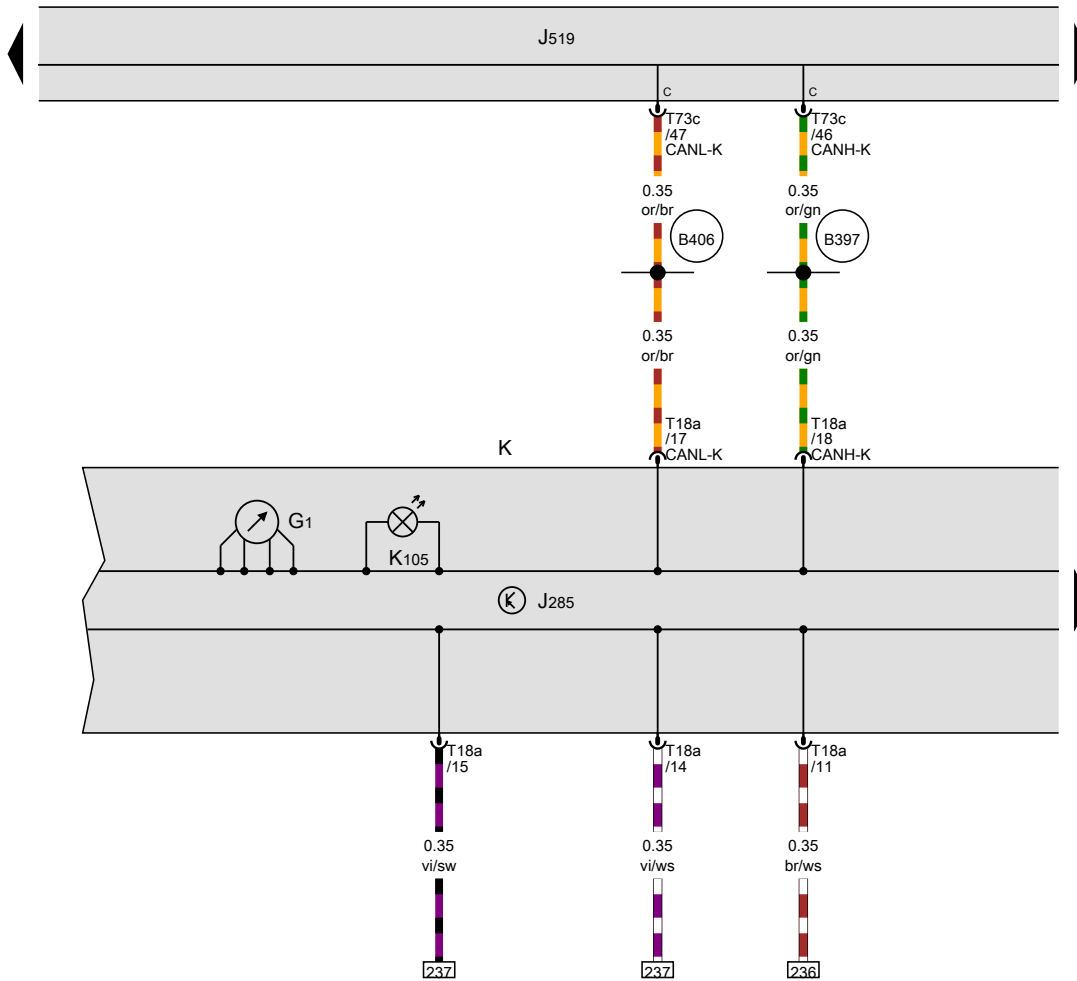 J519
C
C
T73c
/47
CANL-K
T73c
/46
CANH-K
0.35
or/br
0.35
or/gn
B406
B397
0.35
or/br
0.35
or/gn
T18a
/17
CANL-K
T18a
/18
CANH-K
K
G1
K105
J285
T18a
/15
T18a
/14
T18a
/11
0.35
vi/sw
0.35
vi/ws
0.35
br/ws
237
237
236